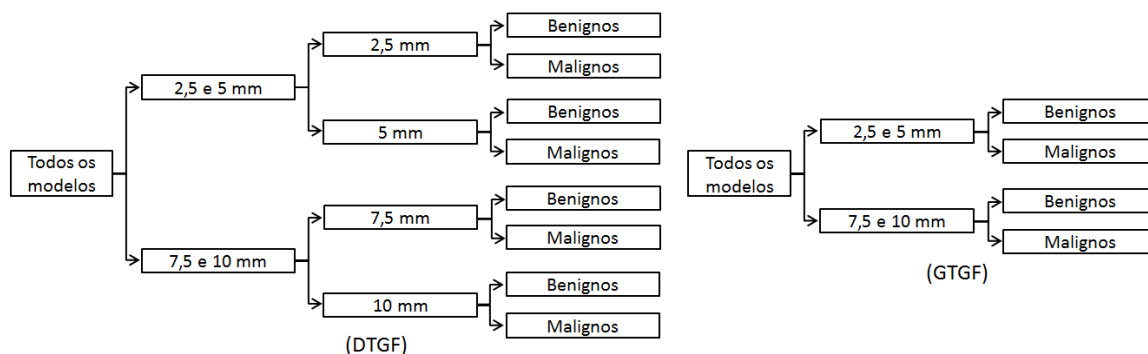 Todos os
modelos
2,5 e 5 mm
2,5 mm
Benignos
Malignos
5 mm
Benignos
Malignos
7,5 e 10 mm
7,5 mm
Benignos
Malignos
10 mm
Benignos
Malignos
(DTGF)
Todos os
modelos
2,5 e 5 mm
Benignos
Malignos
7,5 e 10 mm
Benignos
Malignos
(GTGF)